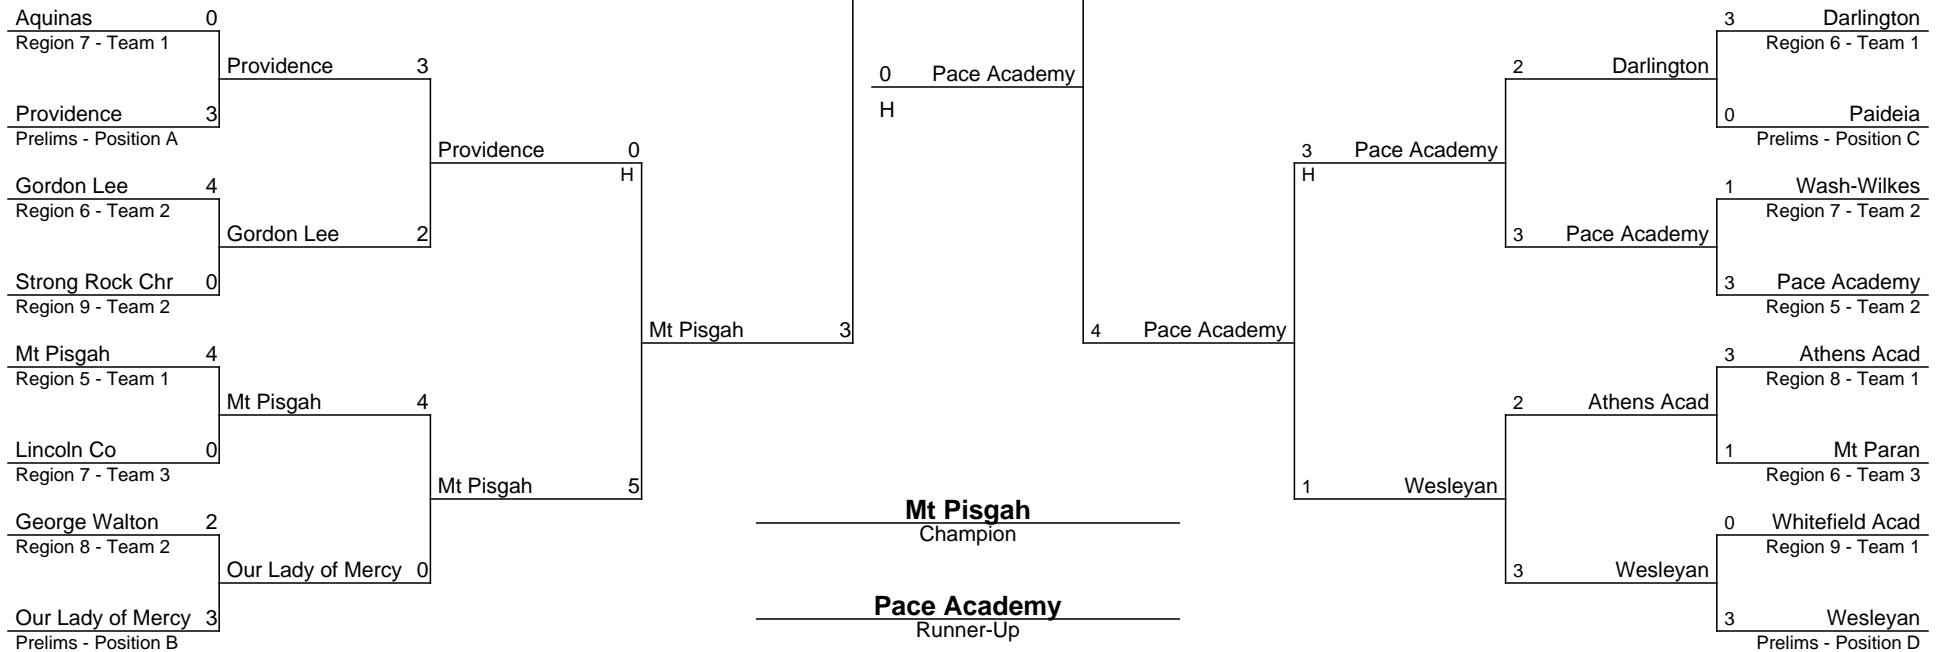 Aquinas 0
Region 7 - Team 1
Providence 3
Providence 3
Prelims - Position A
Providence 0
H
Gordon Lee 4
Region 6 - Team 2
Gordon Lee 2
Strong Rock Chr 0
Region 9 - Team 2
Mt Pisgah 3
Mt Pisgah 4
Region 5 - Team 1
Mt Pisgah 4
Lincoln Co 0
Region 7 - Team 3
Mt Pisgah 5
George Walton 2
Region 8 - Team 2
Our Lady of Mercy 0
Our Lady of Mercy 3
Prelims - Position B
0 Pace Academy
H
Mt Pisgah
Champion
Pace Academy
Runner-Up
3 Darlington
Region 6 - Team 1
2 Darlington
0 Paideia
Prelims - Position C
3 Pace Academy
H
1 Wash-Wilkes
Region 7 - Team 2
3 Pace Academy
3 Pace Academy
Region 5 - Team 2
4 Pace Academy
3 Athens Acad
Region 8 - Team 1
2 Athens Acad
1 Mt Paran
Region 6 - Team 3
1 Wesleyan
0 Whitefield Acad
Region 9 - Team 1
3 Wesleyan
3 Wesleyan
Prelims - Position D